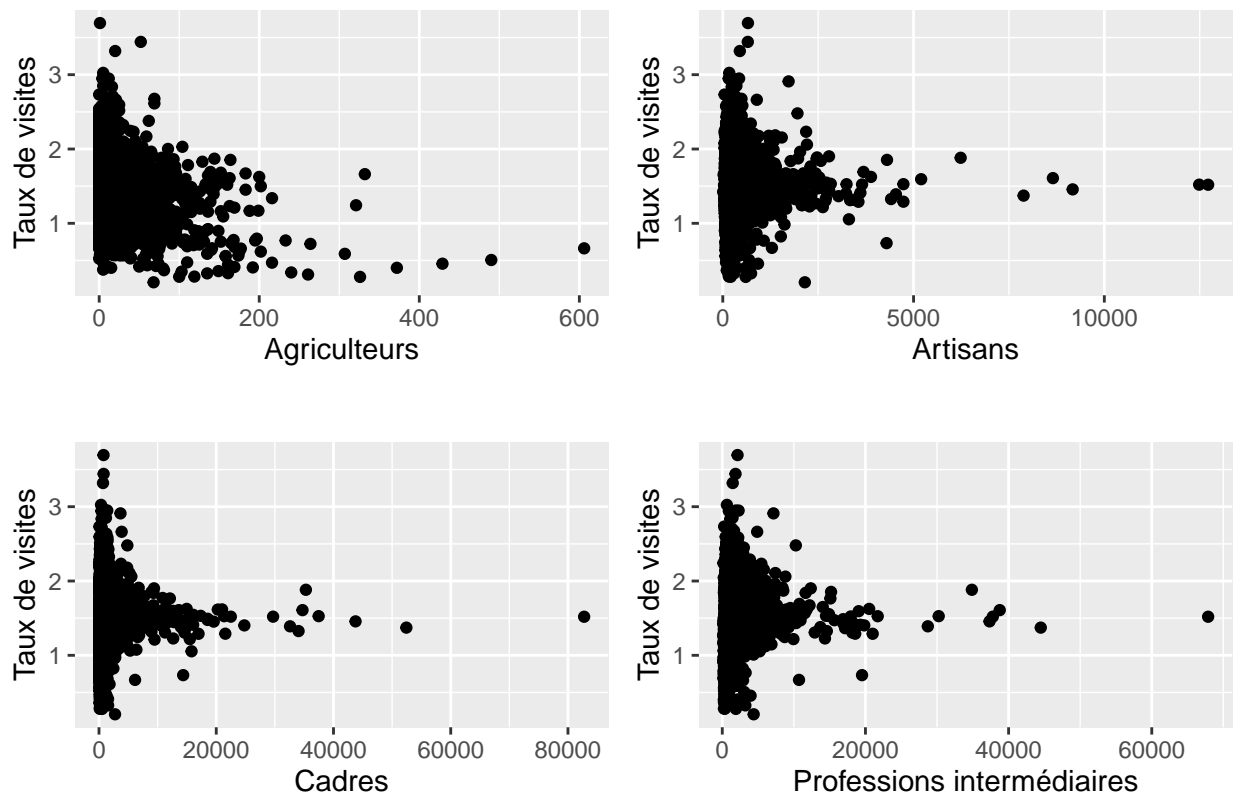 Taux de visites
3
2
1
0 200 400 600
Agriculteurs
Taux de visites
3
2
1
0 5000 10000
Artisans
Taux de visites
3
2
1
0 20000 40000 60000 80000
Cadres
Taux de visites
3
2
1
0 20000 40000 60000
Professions intermédiaires